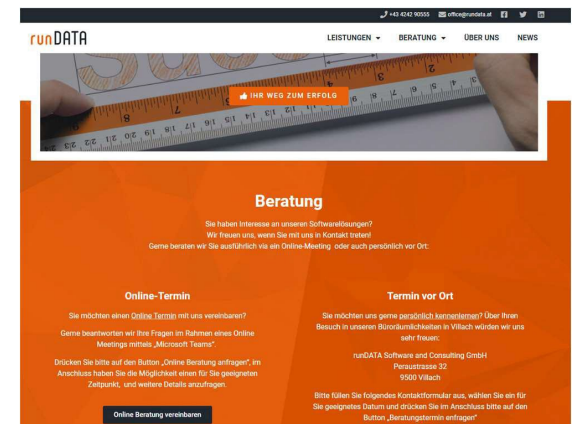 +43 4242 90555 office@rundata.at
runDATA
LEISTUNGEN BERATUNG ÜBER UNS NEWS
IHR WEG ZUM ERFOLG
Beratung
Sie haben Interesse an unseren Softwarelösungen?
Wir freuen uns, wenn Sie mit uns in Kontakt treten!
Gerne beraten wir Sie ausführlich via ein Online-Meeting oder auch persönlich vor Ort:
Online-Termin
Sie möchten einen Online Termin mit uns vereinbaren?
Gerne beantworten wir Ihre Fragen im Rahmen eines Online
Meetings mittels „Microsoft Teams".
Drücken Sie bitte auf den Button „Online Beratung anfragen", im
Anschluss haben Sie die Möglichkeit einen für Sie geeigneten
Zeitpunkt, und weitere Details anzufragen.
Online Beratung vereinbaren
Termin vor Ort
Sie möchten uns gerne persönlich kennenlernen? Über Ihren
Besuch in unseren Büroräumlichkeiten in Villach würden wir uns
sehr freuen:
runDATA Software and Consulting GmbH
Peraustrasse 32
9500 Villach
Bitte füllen Sie folgendes Kontaktformular aus, wählen Sie ein für
Sie geeignetes Datum und drücken Sie im Anschluss bitte auf den
Button „Beratungstermin enfragen"